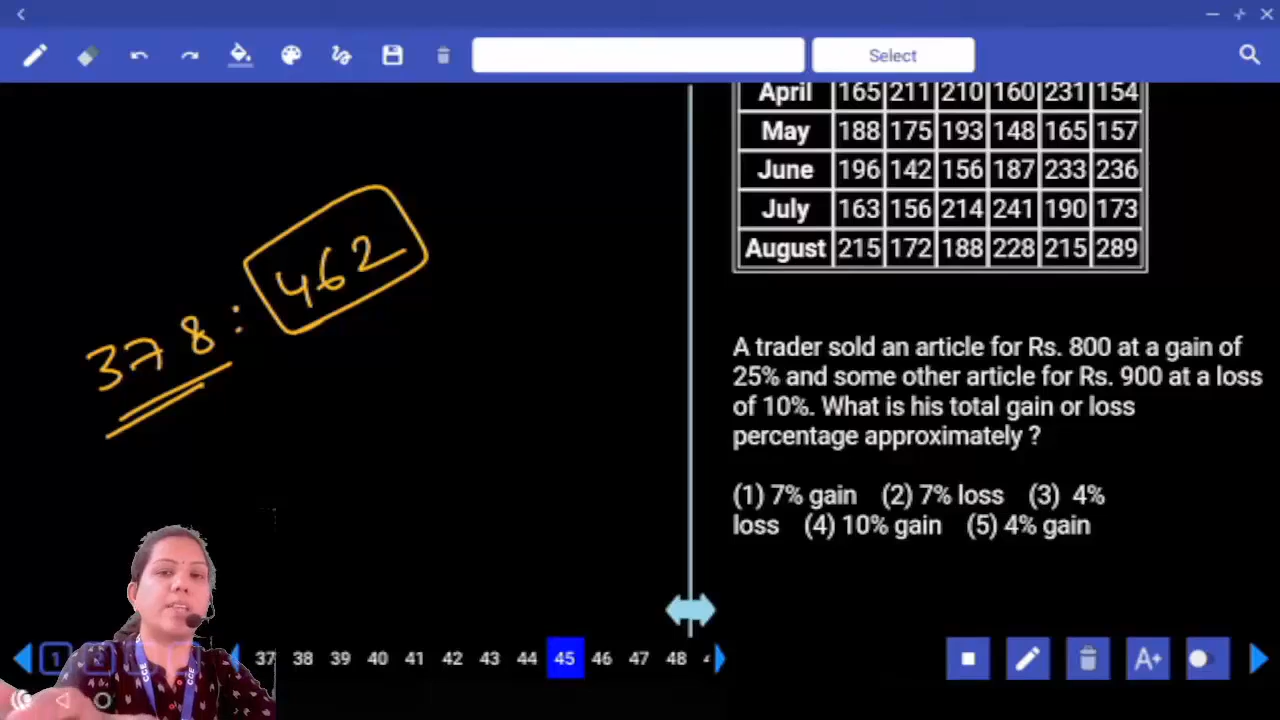 Select
April 165 211 210 160 231 154
May 188 175 193 148 165 157
June 196 142 156 187 233 236
July 163 156 214 241 190 173
August 215 172 188 228 215 289
378 : 462
A trader sold an article for Rs. 800 at a gain of
25% and some other article for Rs. 900 at a loss
of 10%. What is his total gain or loss
percentage approximately ?
(1) 7% gain (2) 7% loss (3) 4%
loss (4) 10% gain (5) 4% gain
1 37 38 39 40 41 42 43 44 45 46 47 48
A+
CCE
CCE